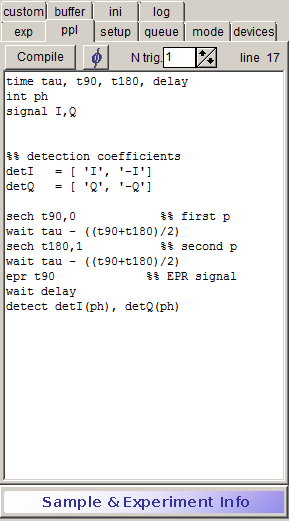 custom buffer ini log
exp ppl setup queue mode devices
Compile ϕ N trig. 1 line 17
time tau, t90, t180, delay
int ph
signal I,Q
%% detection coefficients
detI   = [ 'I', '-I']
detQ   = [ 'Q', '-Q']
sech t90,0            %% first p
wait tau - ((t90+t180)/2)
sech t180,1           %% second p
wait tau - ((t90+t180)/2)
epr t90             %% EPR signal
wait delay
detect detI(ph), detQ(ph)
Sample & Experiment Info